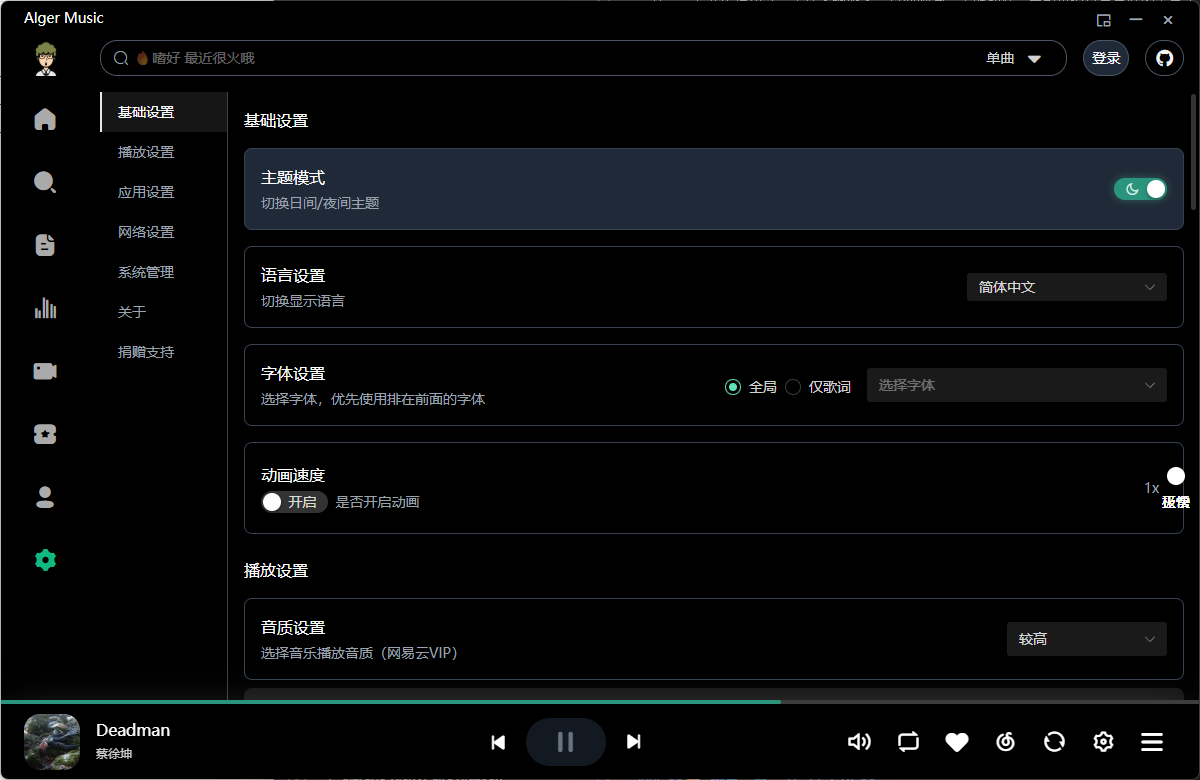 Alger Music
🔥嗜好 最近很火哦
单曲
登录
基础设置
播放设置
应用设置
网络设置
系统管理
关于
捐赠支持
基础设置
主题模式
切换日间/夜间主题
语言设置
切换显示语言
简体中文
字体设置
选择字体，优先使用排在前面的字体
全局
仅歌词
选择字体
动画速度
开启
是否开启动画
1x
播放设置
音质设置
选择音乐播放音质（网易云VIP）
较高
Deadman
蔡徐坤